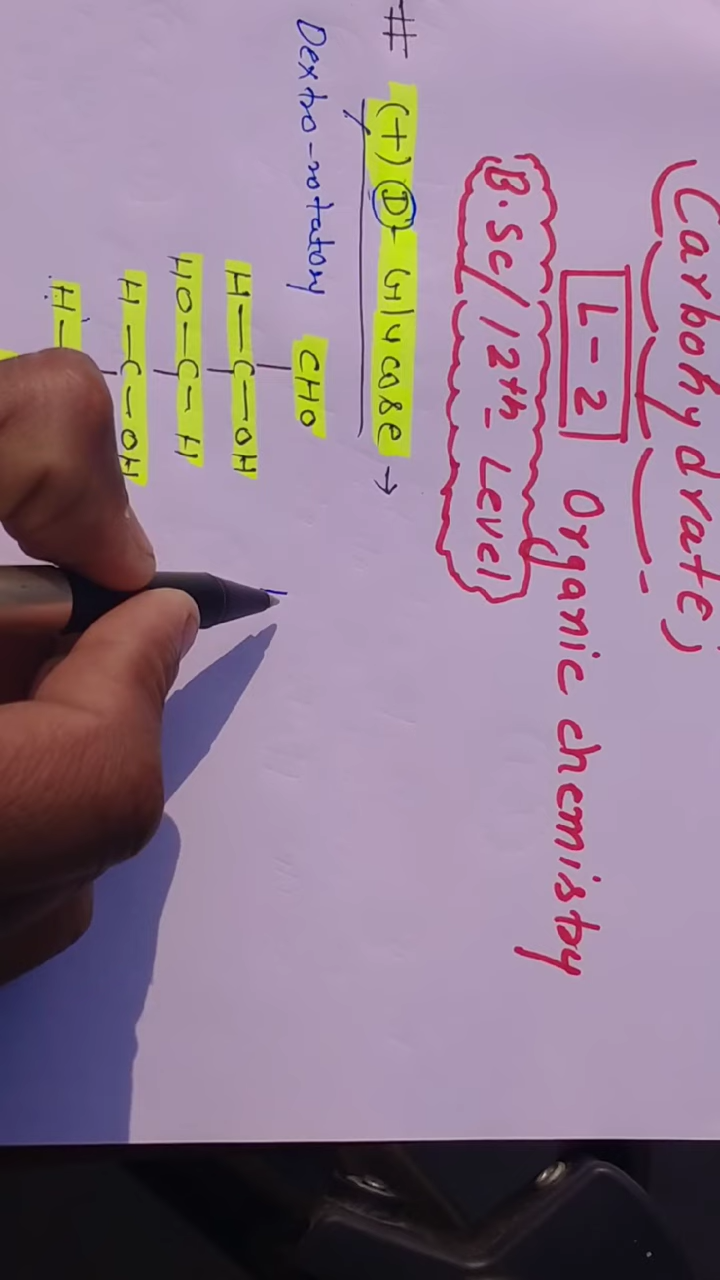 Carbohydrate;
L-2 Organic chemistry
B.Sc/12th Level
# (+) D- Glucose →
Dextro-rotatory
CHO
H—C—OH
HO—C—H
H—C—OH
H—